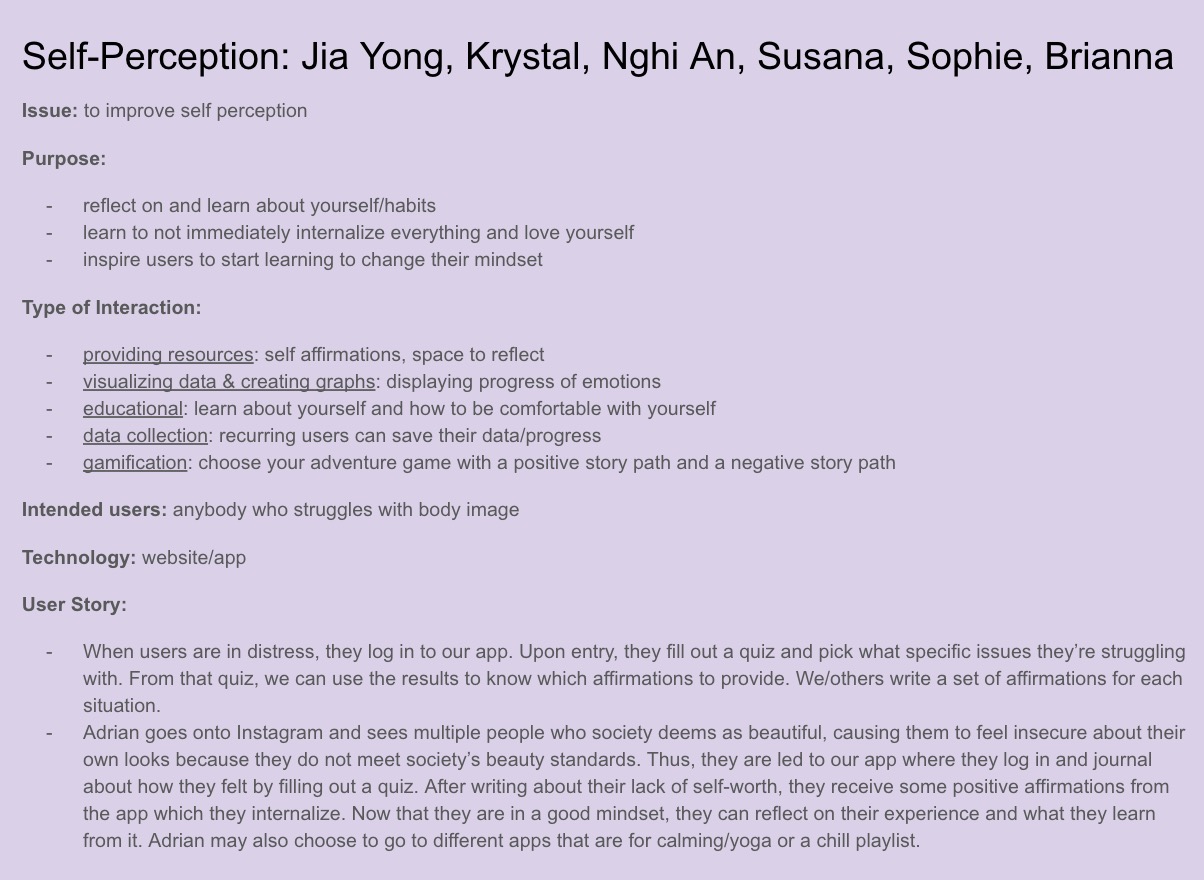 Self-Perception: Jia Yong, Krystal, Nghi An, Susana, Sophie, Brianna
Issue: to improve self perception
Purpose:
- reflect on and learn about yourself/habits
- learn to not immediately internalize everything and love yourself
- inspire users to start learning to change their mindset
Type of Interaction:
- providing resources: self affirmations, space to reflect
- visualizing data & creating graphs: displaying progress of emotions
- educational: learn about yourself and how to be comfortable with yourself
- data collection: recurring users can save their data/progress
- gamification: choose your adventure game with a positive story path and a negative story path
Intended users: anybody who struggles with body image
Technology: website/app
User Story:
- When users are in distress, they log in to our app. Upon entry, they fill out a quiz and pick what specific issues they’re struggling
with. From that quiz, we can use the results to know which affirmations to provide. We/others write a set of affirmations for each
situation.
- Adrian goes onto Instagram and sees multiple people who society deems as beautiful, causing them to feel insecure about their
own looks because they do not meet society’s beauty standards. Thus, they are led to our app where they log in and journal
about how they felt by filling out a quiz. After writing about their lack of self-worth, they receive some positive affirmations from
the app which they internalize. Now that they are in a good mindset, they can reflect on their experience and what they learn
from it. Adrian may also choose to go to different apps that are for calming/yoga or a chill playlist.